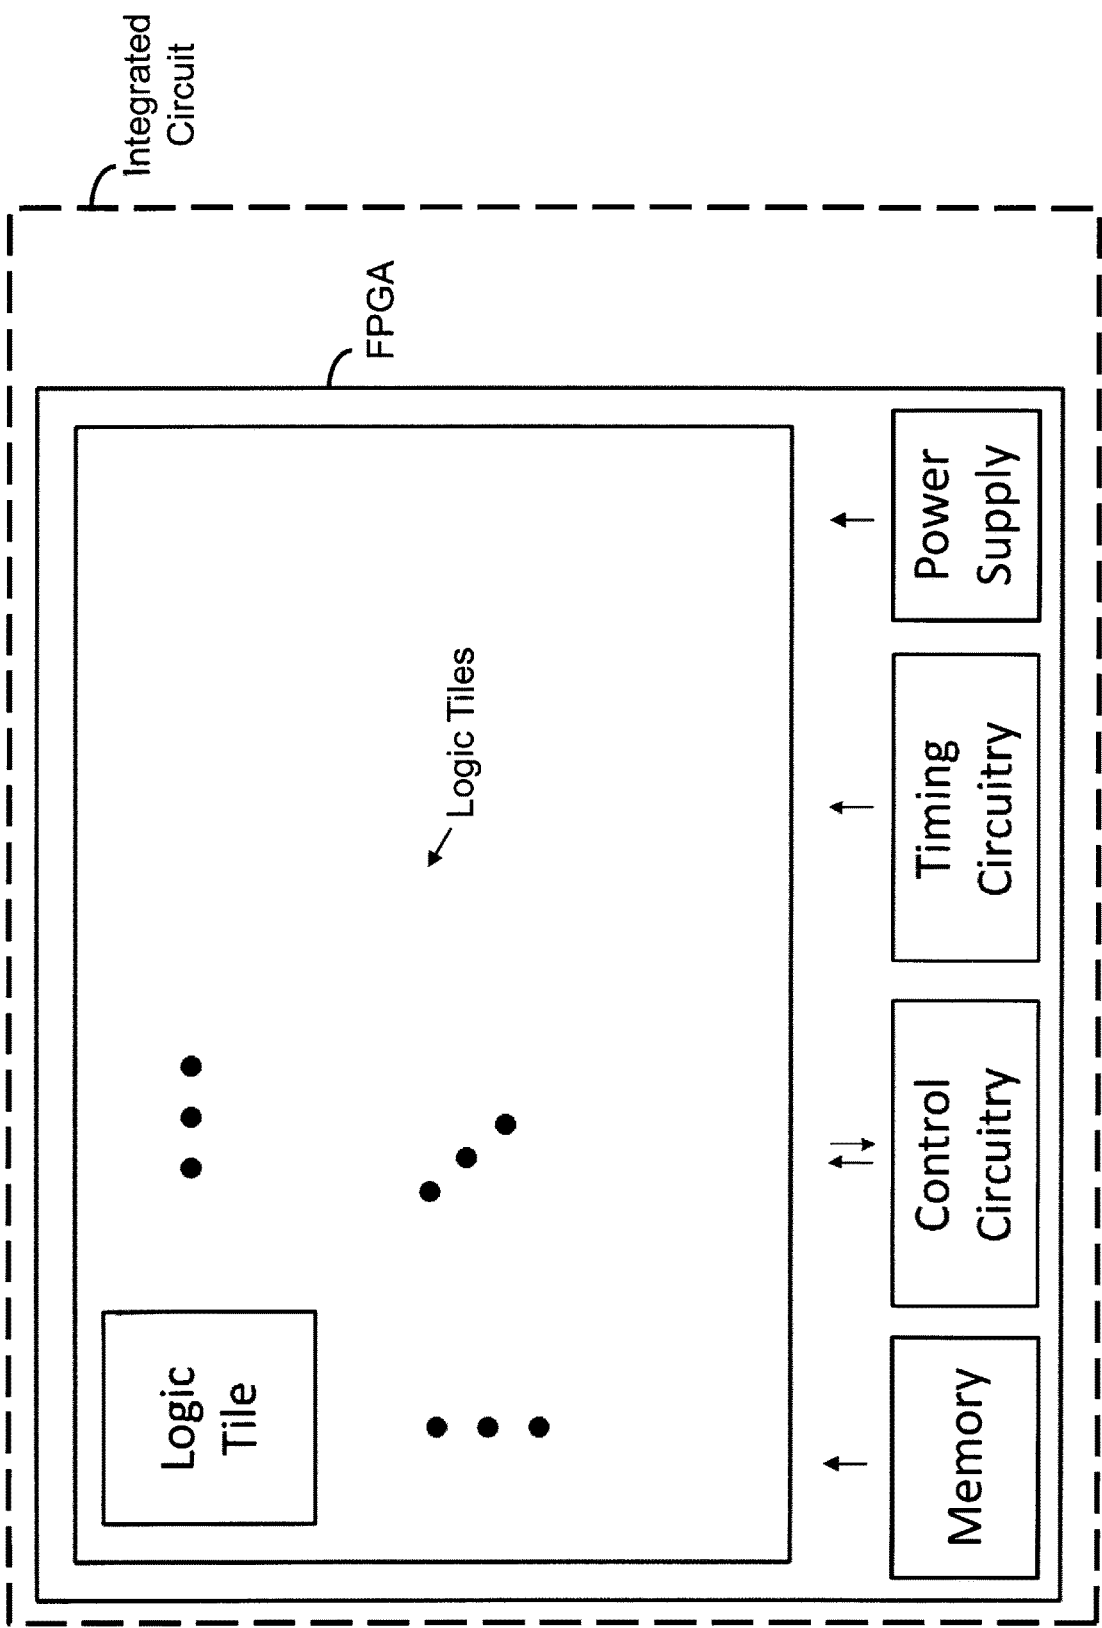 Integrated
Circuit
FPGA
Logic
Tile
Logic Tiles
Memory
Control
Circuitry
Timing
Circuitry
Power
Supply